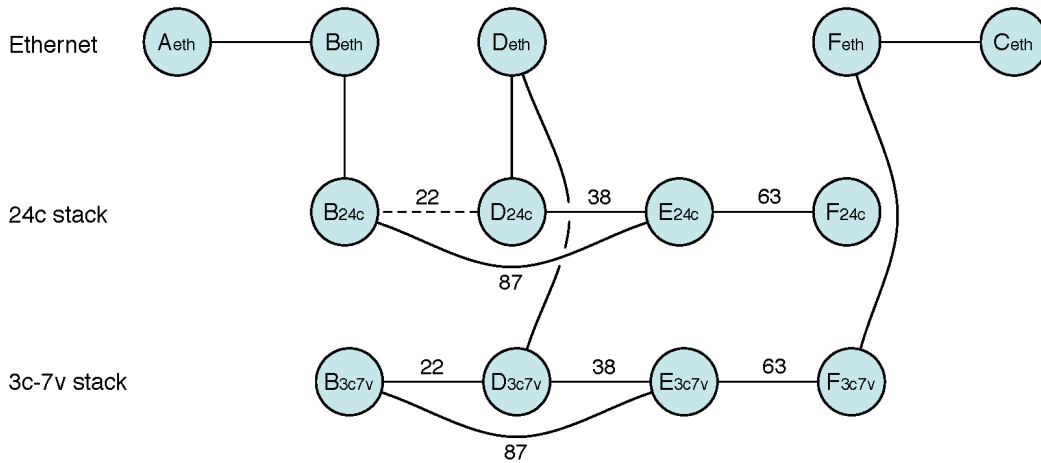 Ethernet Aeth Beth Deth Feth Ceth
22 38 63
24c stack B24c D24c E24c F24c
87
22 38 63
3c-7v stack B3c7v D3c7v E3c7v F3c7v
87